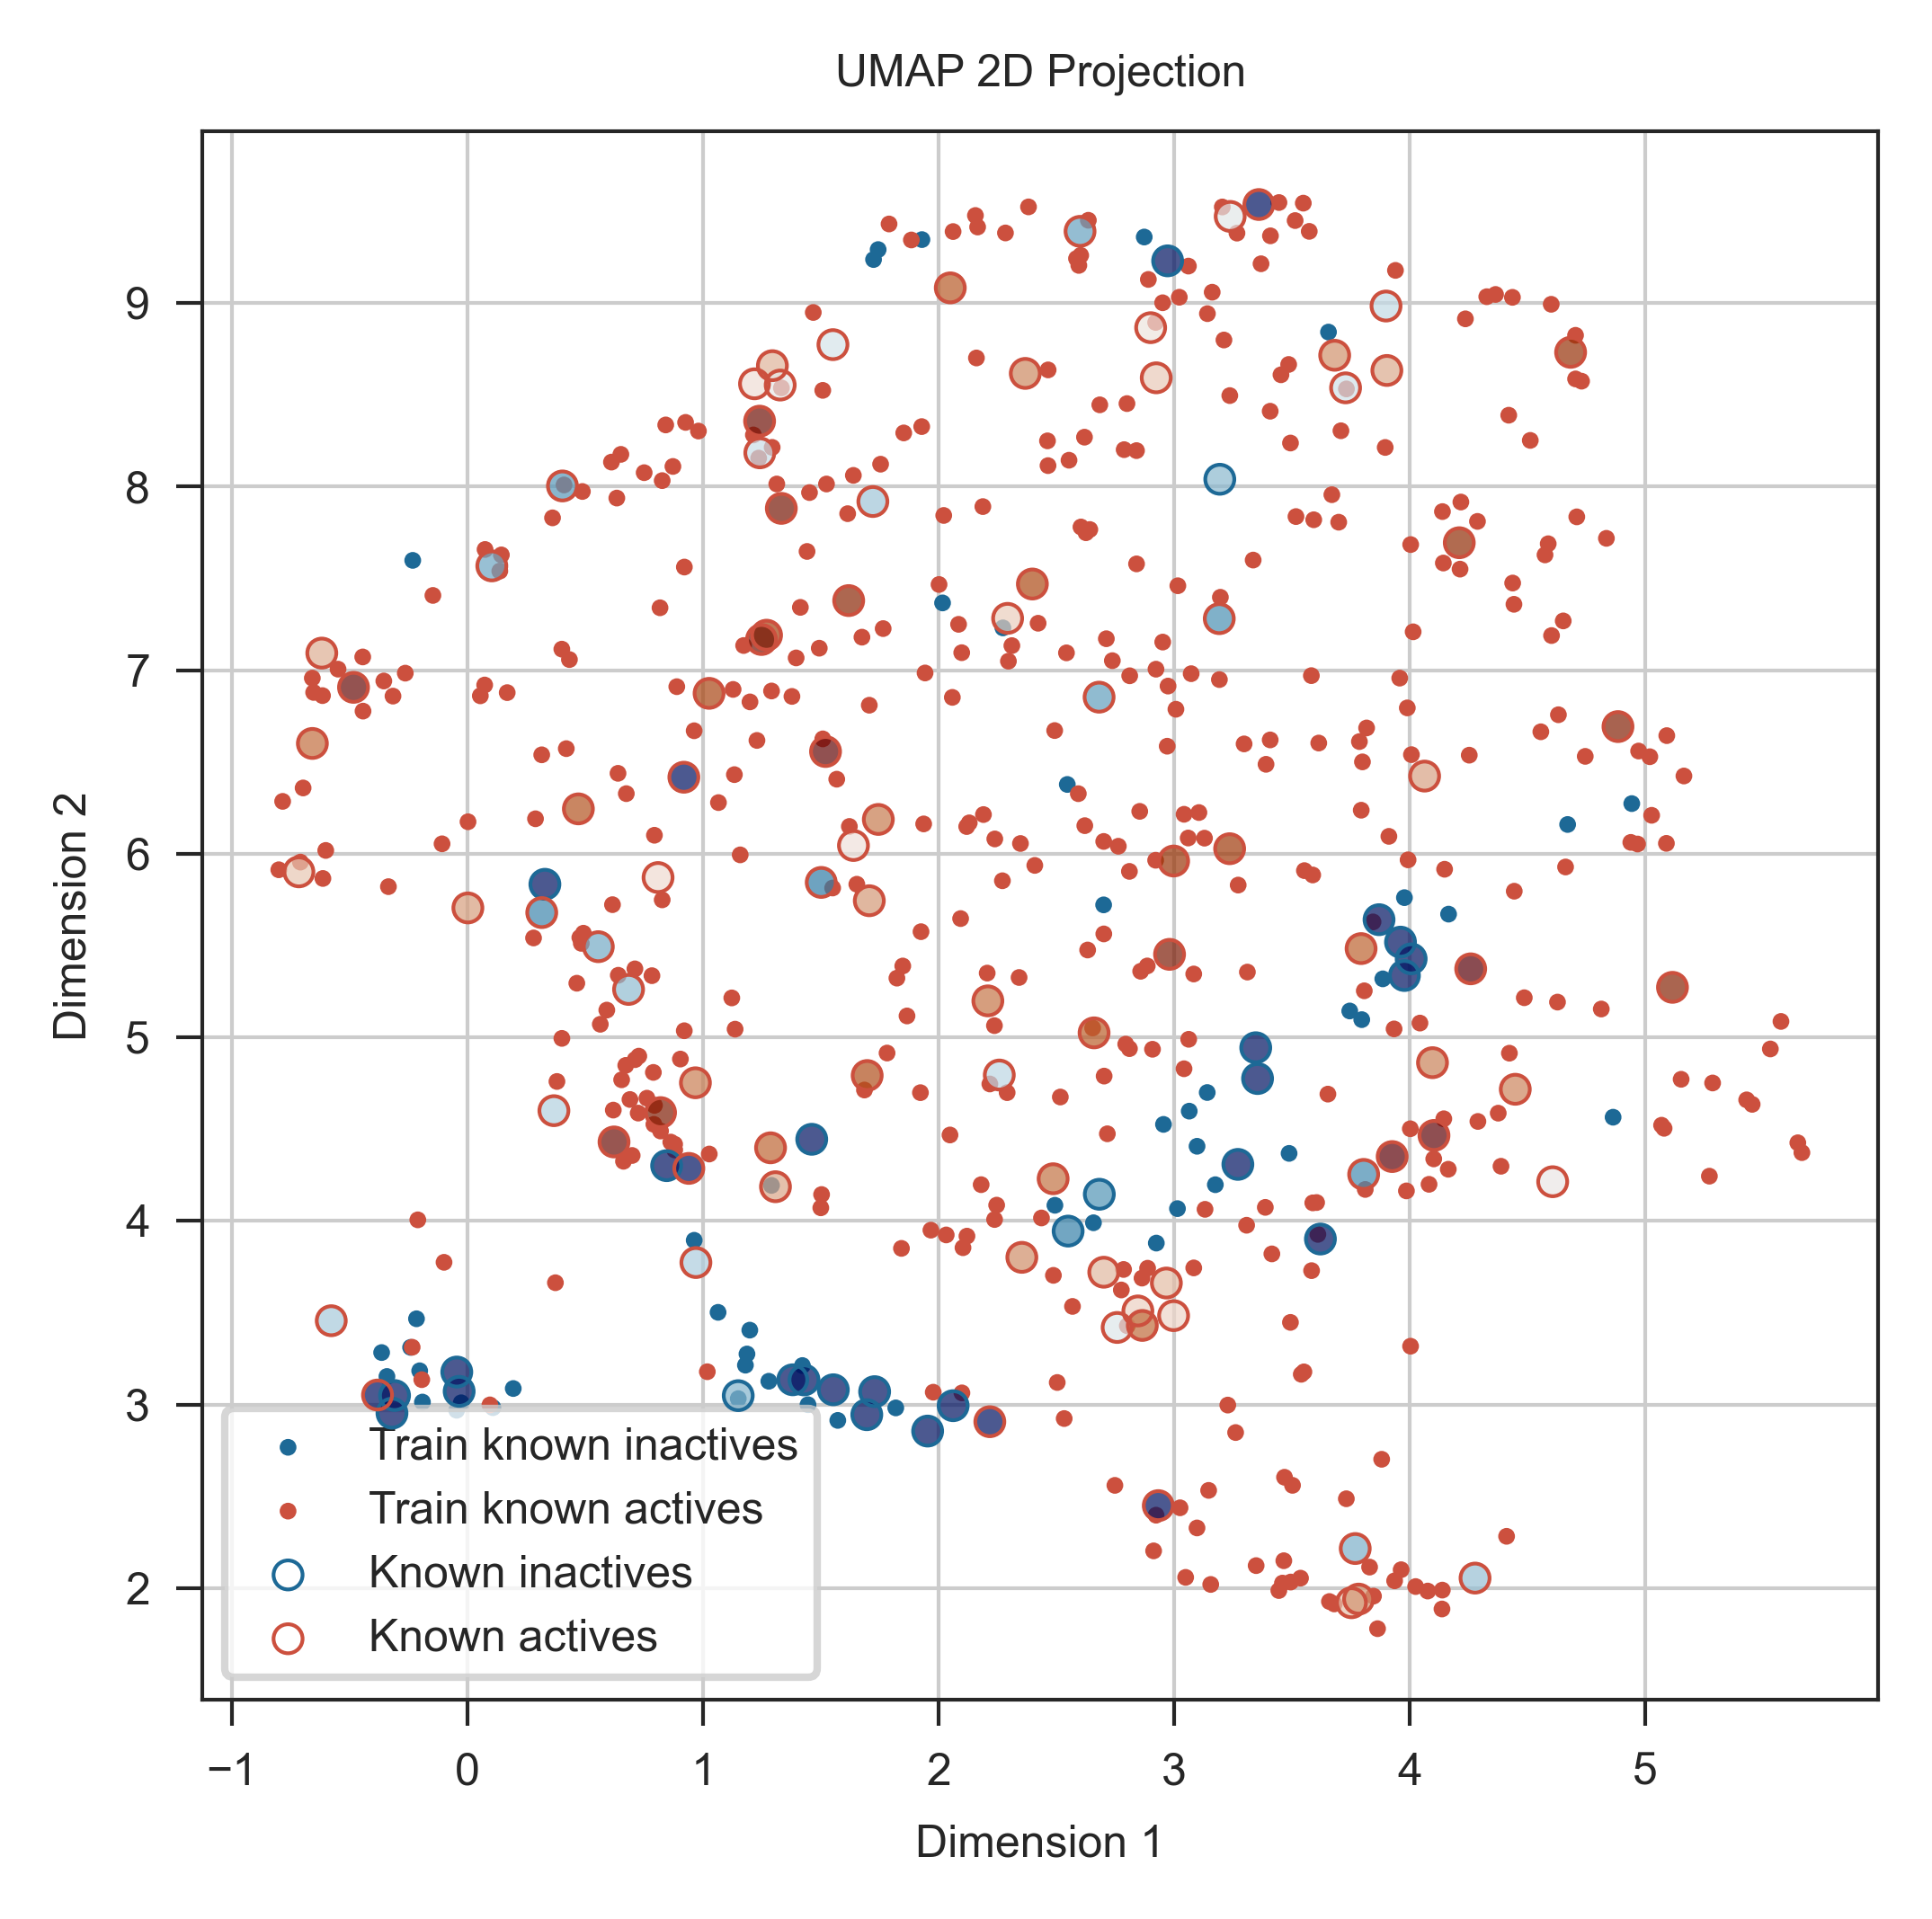 UMAP 2D Projection
9
8
7
6
5
4
3
2
Dimension 2
Train known inactives
Train known actives
Known inactives
Known actives
−1 0 1 2 3 4 5
Dimension 1